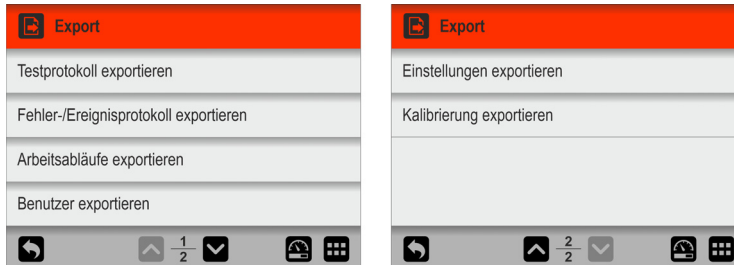 Export
Testprotokoll exportieren
Fehler-/Ereignisprotokoll exportieren
Arbeitsabläufe exportieren
Benutzer exportieren
1
2
Export
Einstellungen exportieren
Kalibrierung exportieren
2
2